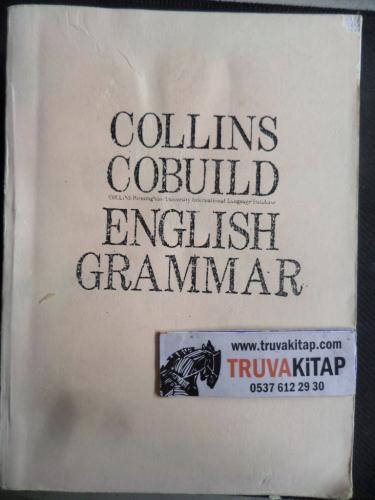 COLLINS
COBUILD
COLLINS Birmingham University International Language Database
ENGLISH
GRAMMAR
www.truvakitap.com
TRUVAKiTAP
0537 612 29 30